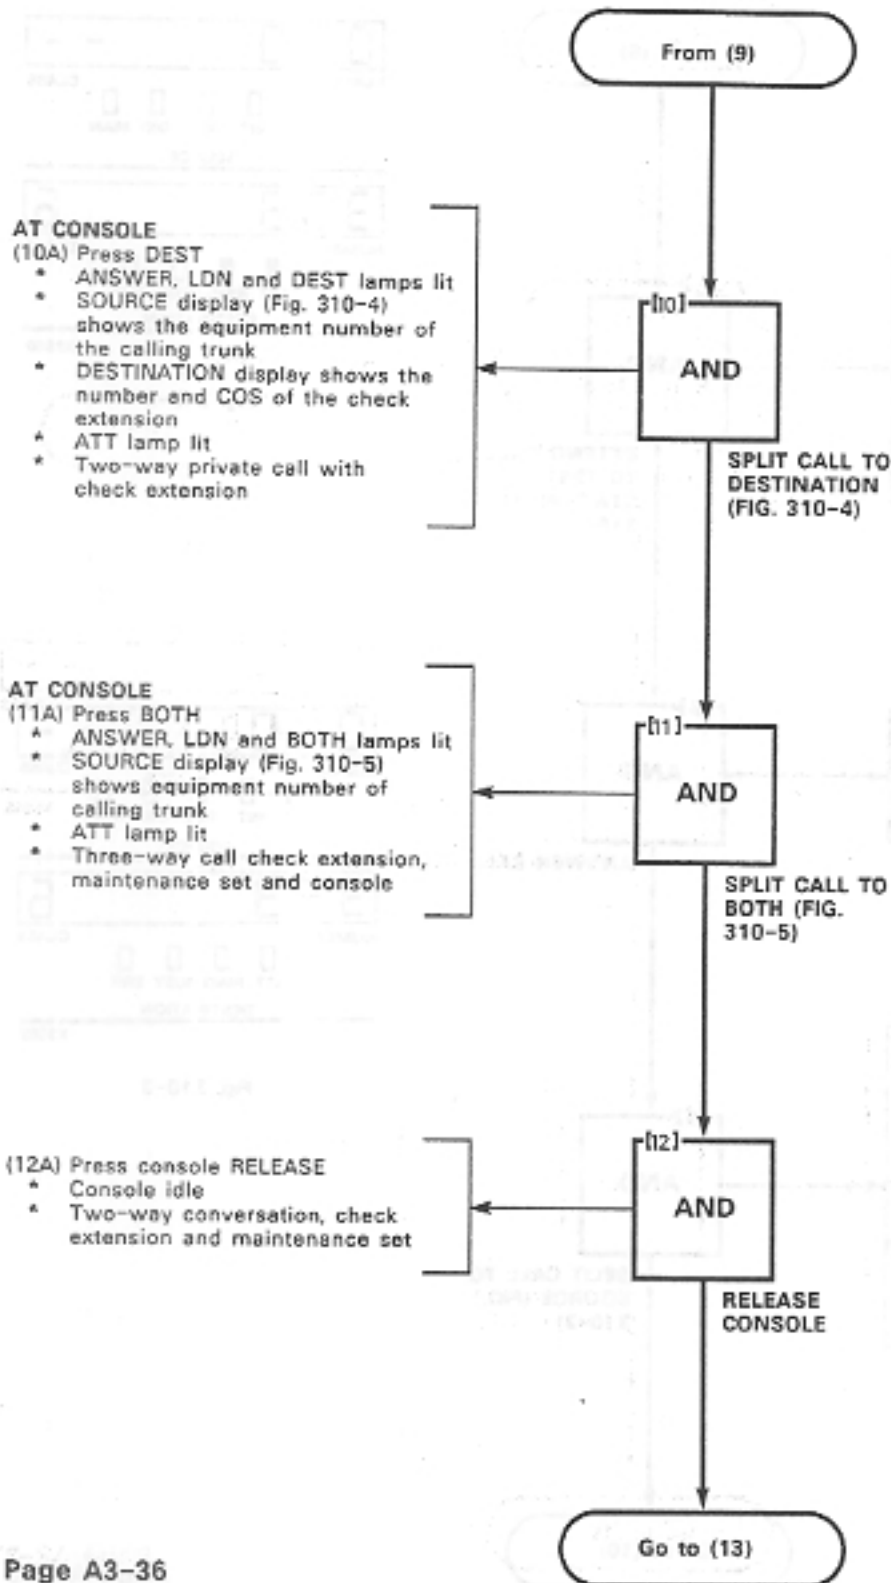 From (9)
AT CONSOLE
(10A) Press DEST
* ANSWER, LDN and DEST lamps lit
* SOURCE display (Fig. 310-4)
shows the equipment number of
the calling trunk
* DESTINATION display shows the
number and COS of the check
extension
* ATT lamp lit
* Two-way private call with
check extension
[10]
AND
SPLIT CALL TO
DESTINATION
(FIG. 310-4)
AT CONSOLE
(11A) Press BOTH
* ANSWER, LDN and BOTH lamps lit
* SOURCE display (Fig. 310-5)
shows equipment number of
calling trunk
* ATT lamp lit
* Three-way call check extension,
maintenance set and console
[11]
AND
SPLIT CALL TO
BOTH (FIG.
310-5)
(12A) Press console RELEASE
* Console idle
* Two-way conversation, check
extension and maintenance set
[12]
AND
RELEASE
CONSOLE
Go to (13)
Page A3-36